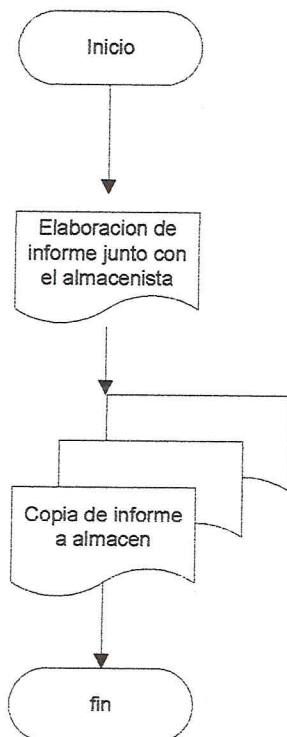 Inicio
Elaboracion de
informe junto con
el almacenista
Copia de informe
a almacen
fin